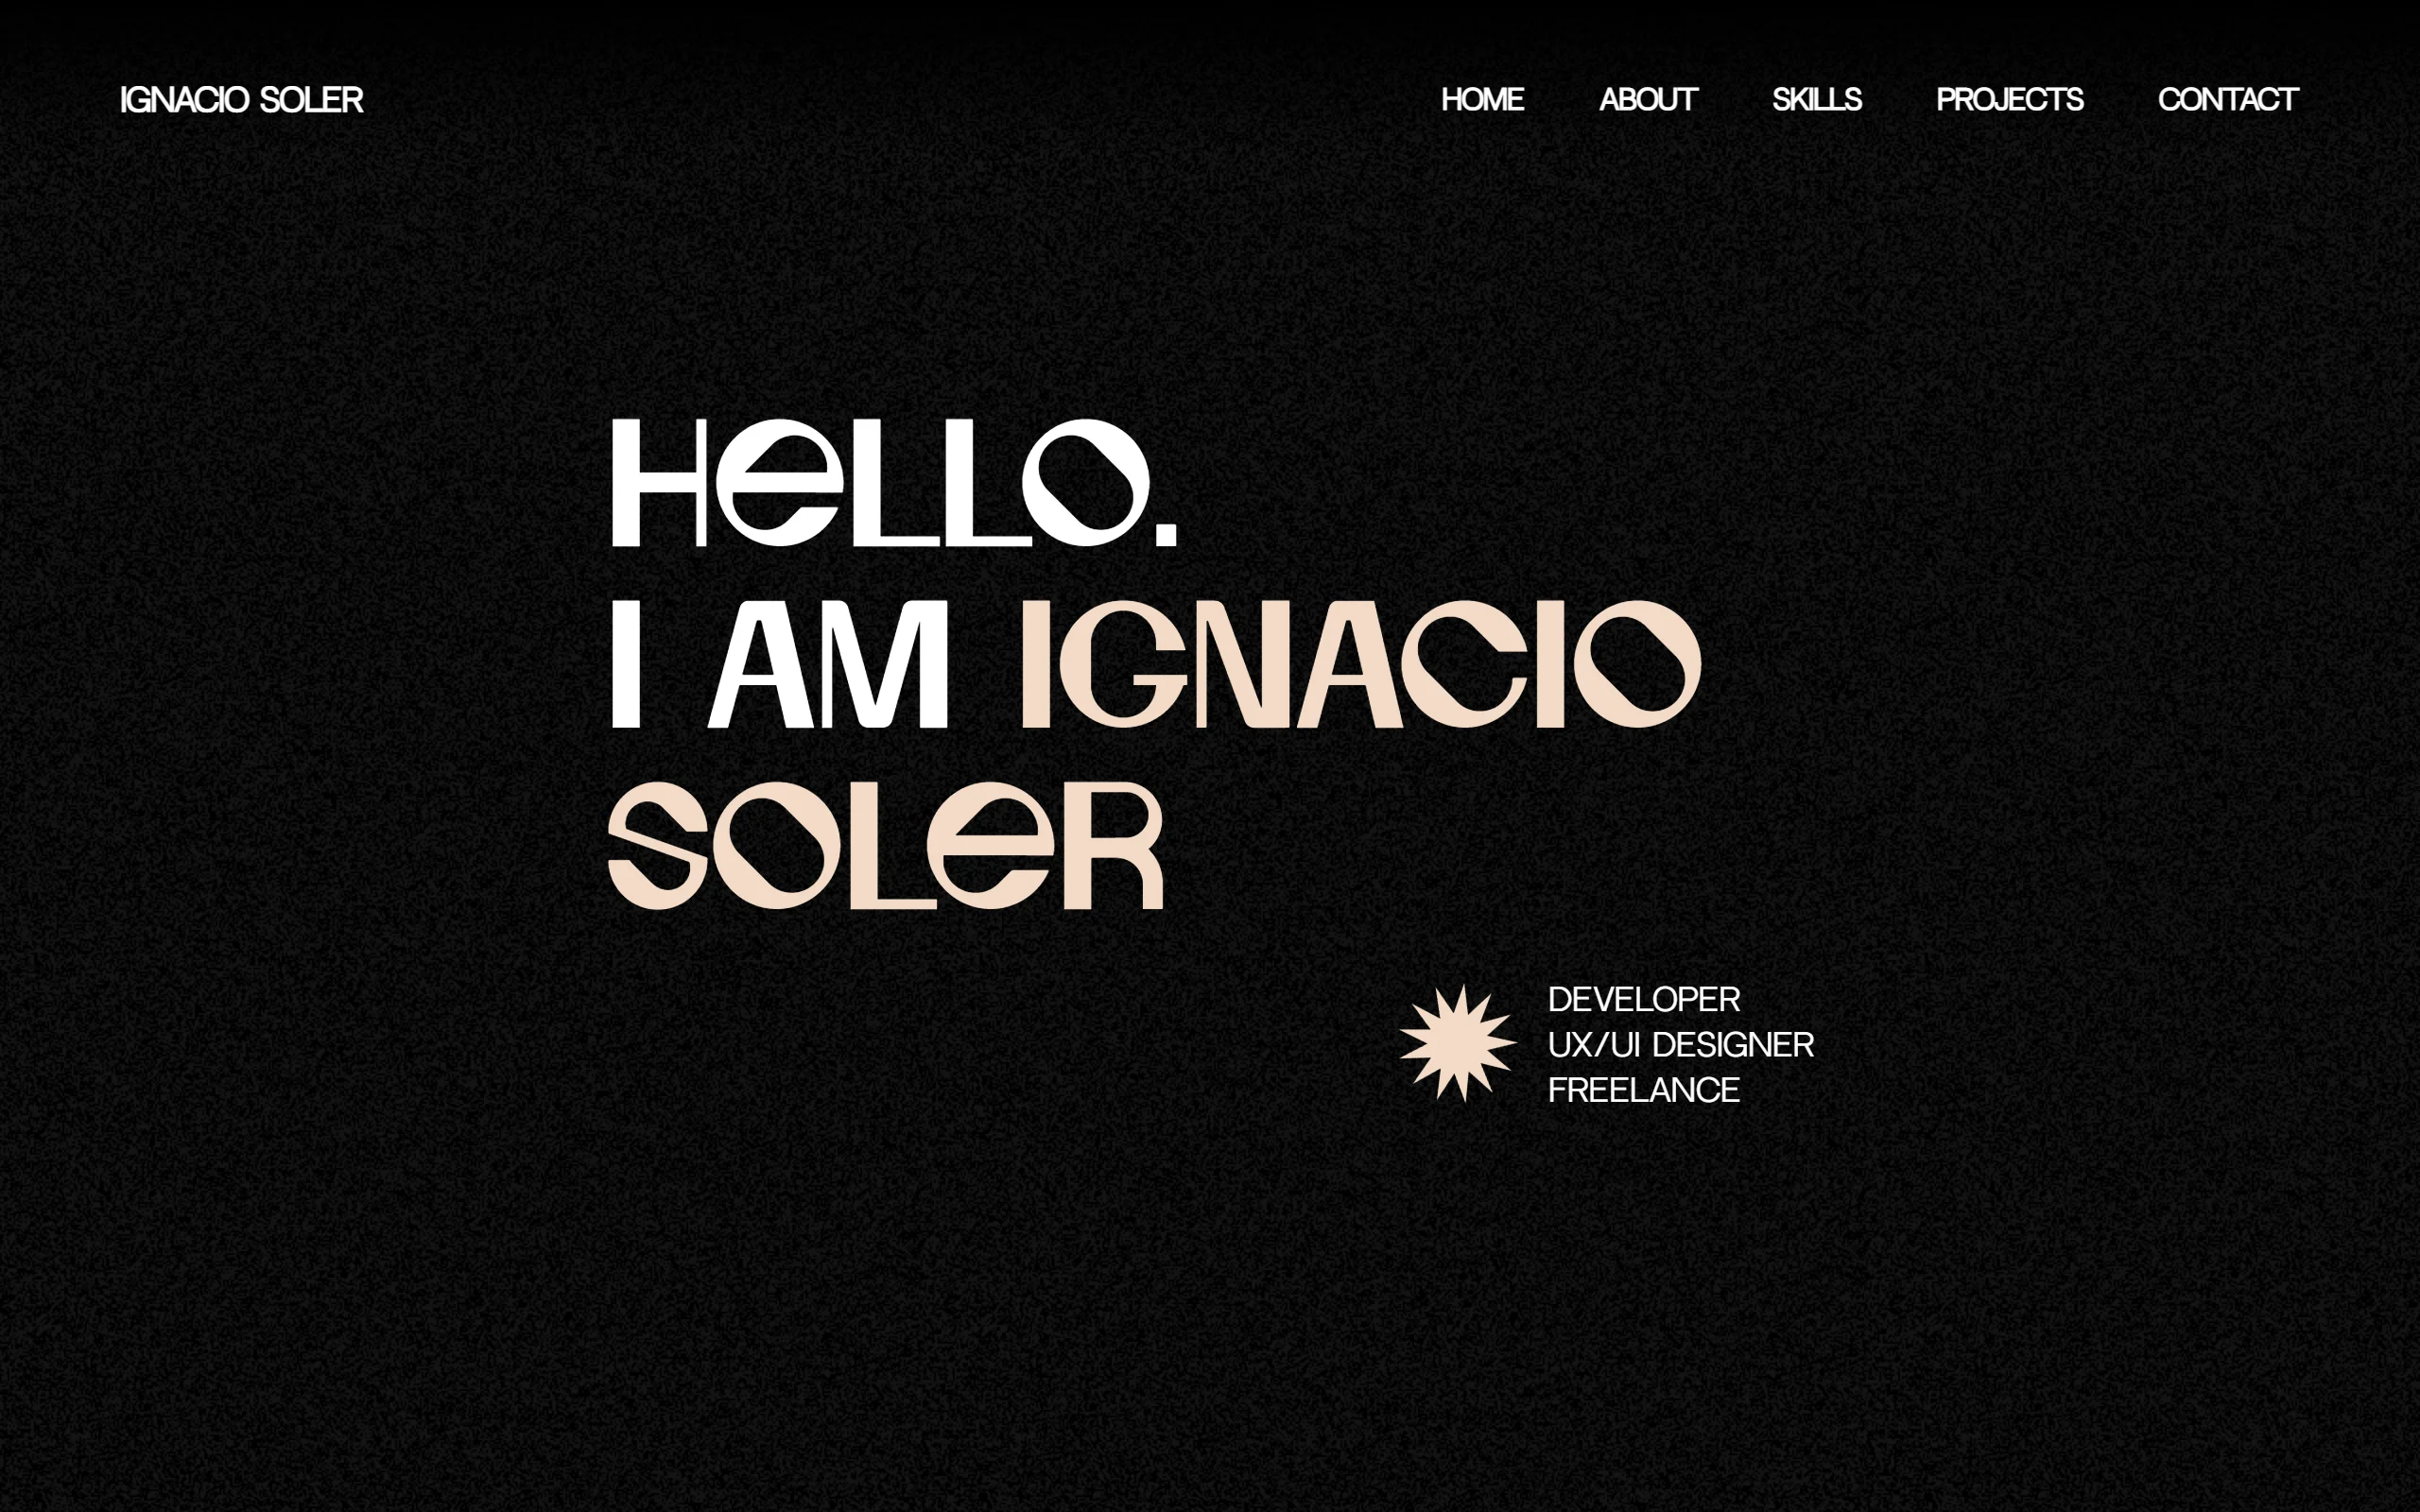 IGNACIO SOLER
HOME ABOUT SKILLS PROJECTS CONTACT
HeLLO.
I AM IGNACIO
SOLeR
DEVELOPER
UX/UI DESIGNER
FREELANCE